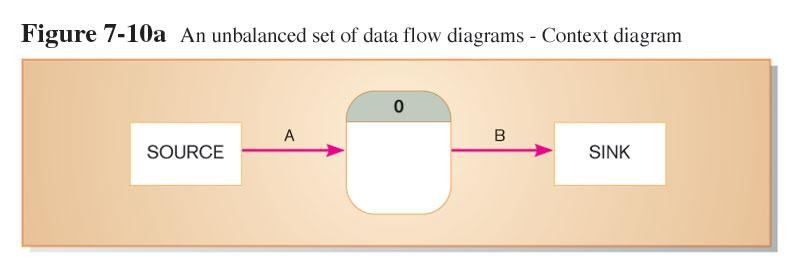 Figure 7-10a An unbalanced set of data flow diagrams - Context diagram
0
SOURCE
A
B
SINK